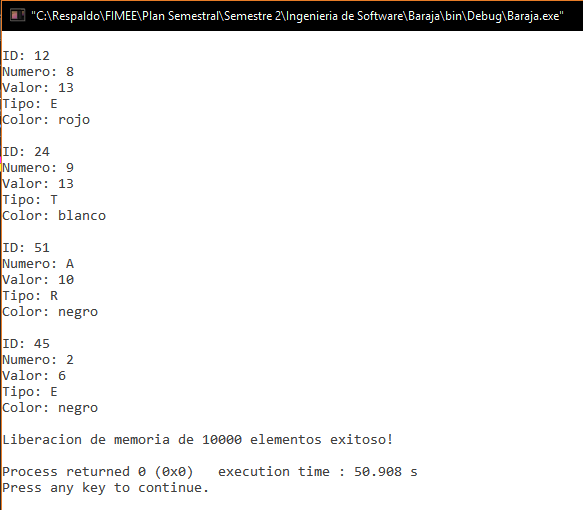 "C:\Respaldo\FIMEE\Plan Semestral\Semestre 2\Ingenieria de Software\Baraja\bin\Debug\Baraja.exe"
ID: 12
Numero: 8
Valor: 13
Tipo: E
Color: rojo
ID: 24
Numero: 9
Valor: 13
Tipo: T
Color: blanco
ID: 51
Numero: A
Valor: 10
Tipo: R
Color: negro
ID: 45
Numero: 2
Valor: 6
Tipo: E
Color: negro
Liberacion de memoria de 10000 elementos exitoso!
Process returned 0 (0x0)   execution time : 50.908 s
Press any key to continue.